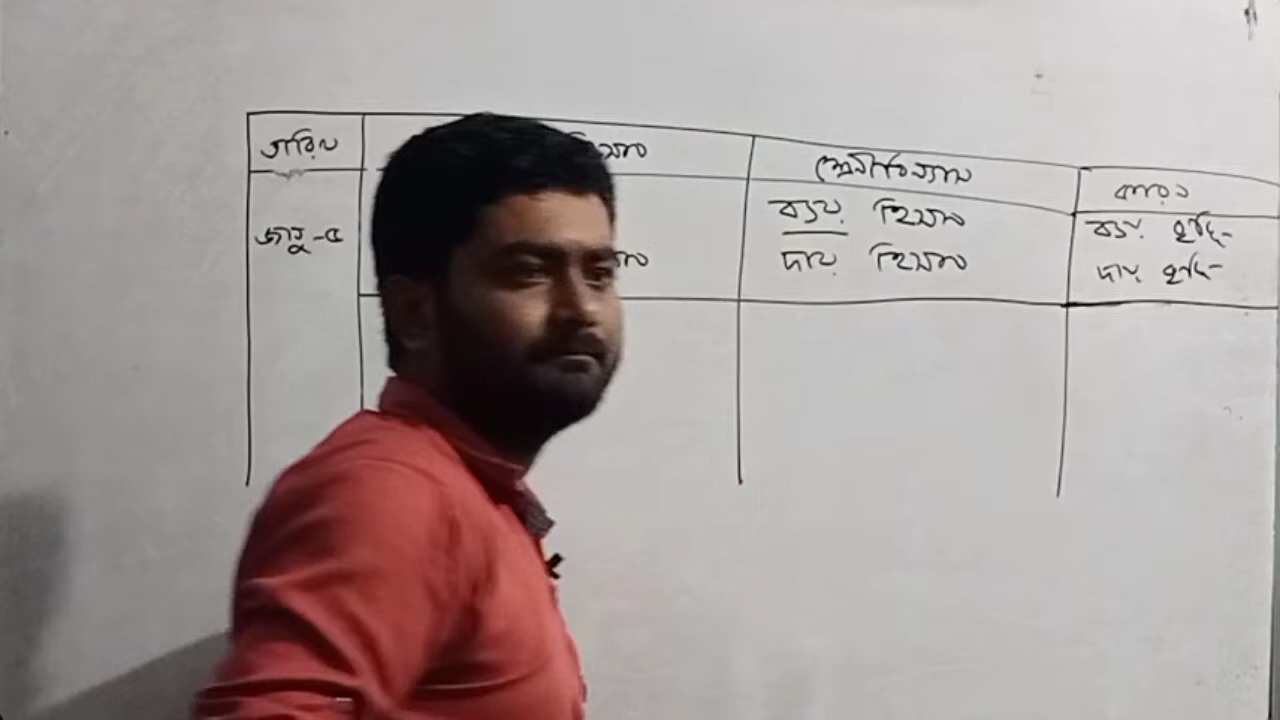 তারিখ হিসাব শ্রেণীবিন্যাস কারণ
জানু-৫ ব্যয় হিসাব ব্যয় বৃদ্ধি
দায় হিসাব দায় বৃদ্ধি